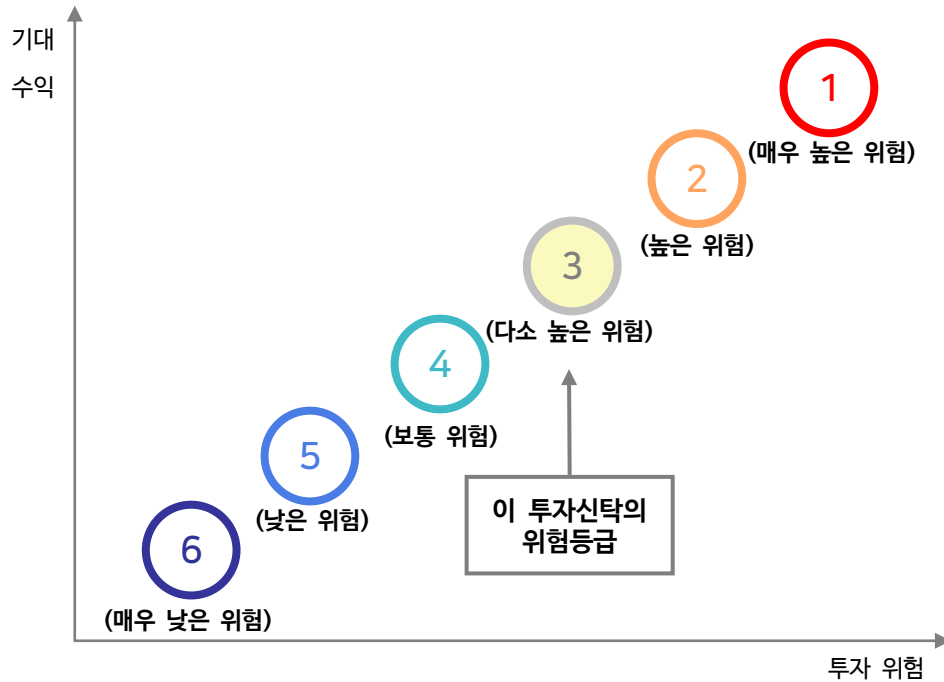 기대
수익
1
(매우 높은 위험)
2
(높은 위험)
3
(다소 높은 위험)
4
(보통 위험)
5
(낮은 위험)
6
(매우 낮은 위험)
이 투자신탁의
위험등급
투자 위험